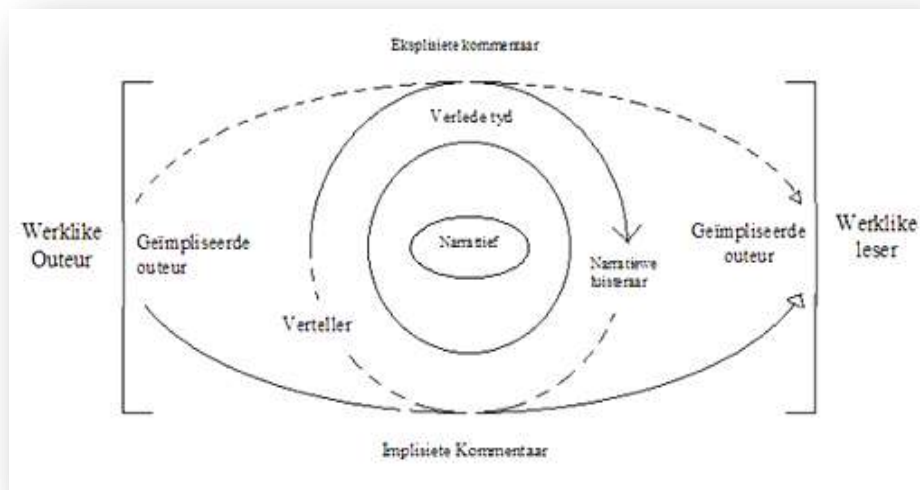 Eksplisiete kommentaar
Verlede tyd
Werklike
Outeur
Geïmpliseerde
outeur
Narratief
Narratiewe
luisteraar
Geïmpliseerde
outeur
Werklike
leser
Verteller
Implisiete Kommentaar